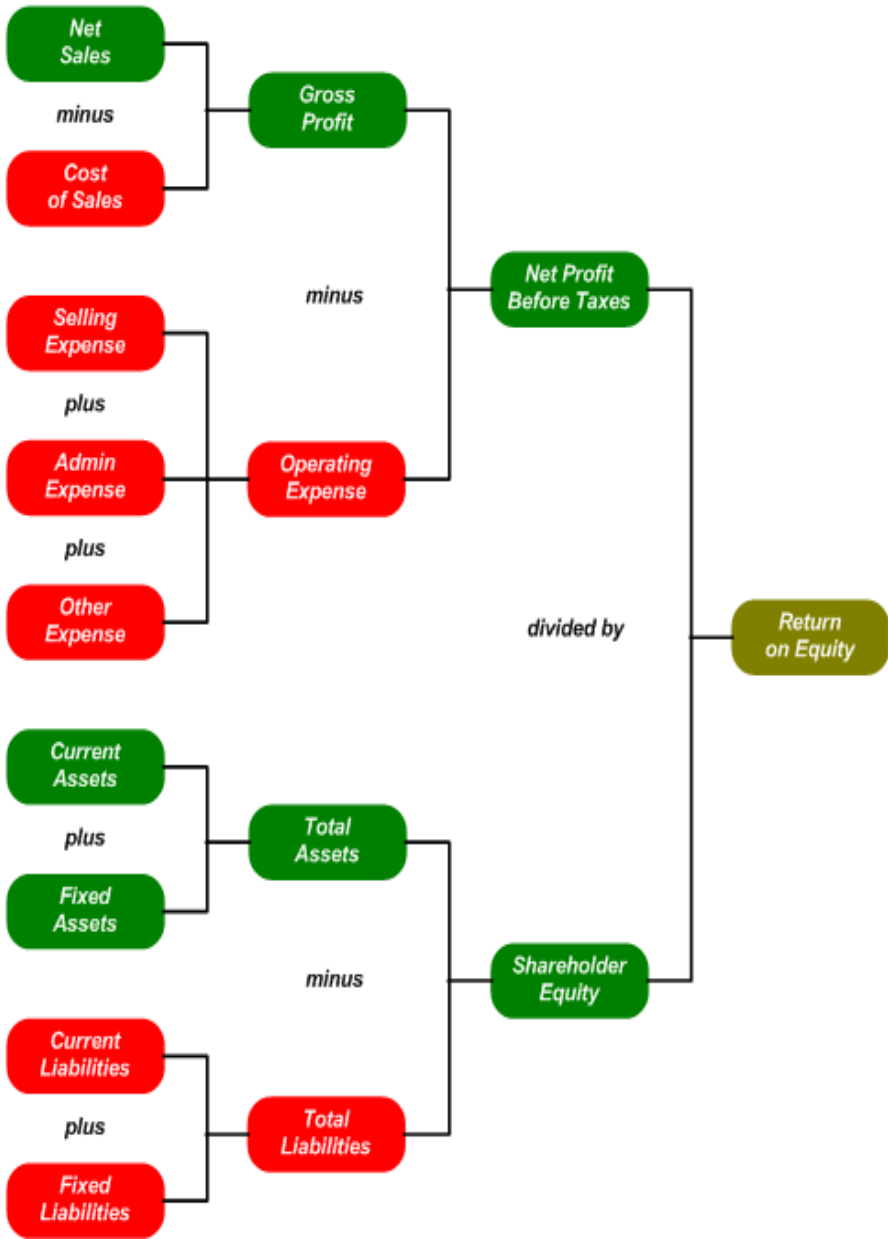 Net
Sales
minus
Cost
of Sales
Gross
Profit
minus
Selling
Expense
plus
Admin
Expense
plus
Other
Expense
Operating
Expense
Net Profit
Before Taxes
divided by
Return
on Equity
Current
Assets
plus
Fixed
Assets
Total
Assets
minus
Current
Liabilities
plus
Fixed
Liabilities
Total
Liabilities
Shareholder
Equity